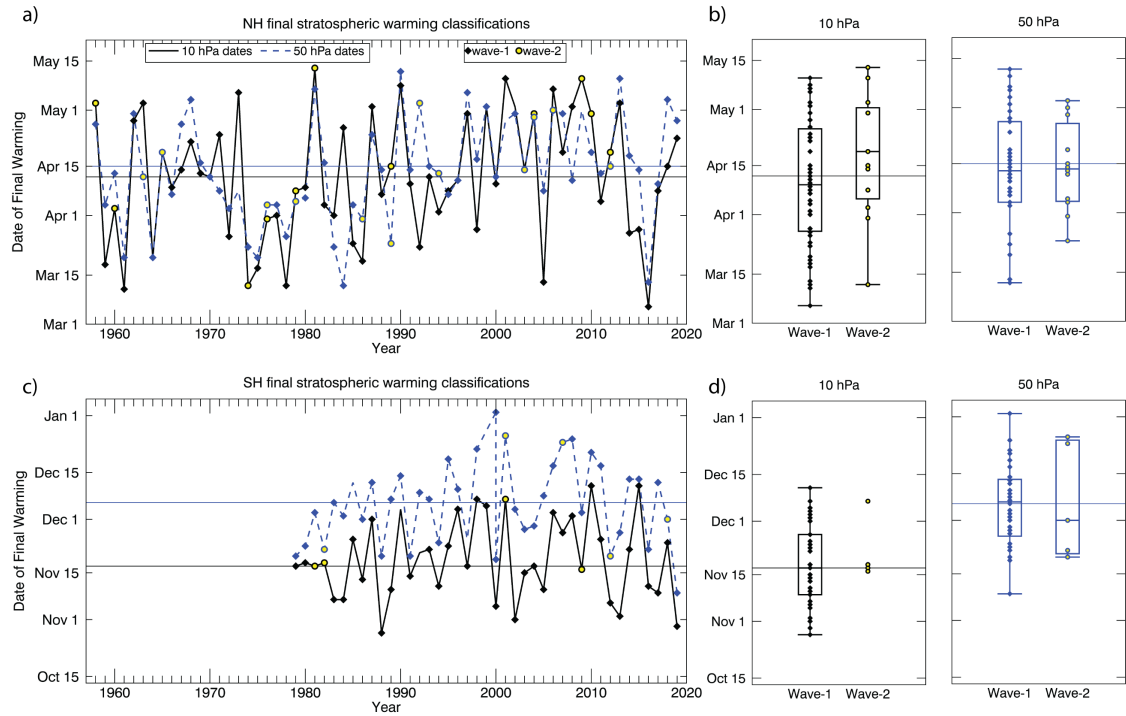 a)
NH final stratospheric warming classifications
10 hPa dates
50 hPa dates
wave-1
wave-2
Date of Final Warming
May 15
May 1
Apr 15
Apr 1
Mar 15
Mar 1
1960 1970 1980 1990 2000 2010 2020
Year
b)
10 hPa
50 hPa
May 15
May 1
Apr 15
Apr 1
Mar 15
Mar 1
Wave-1 Wave-2
Wave-1 Wave-2
c)
SH final stratospheric warming classifications
Date of Final Warming
Jan 1
Dec 15
Dec 1
Nov 15
Nov 1
Oct 15
1960 1970 1980 1990 2000 2010 2020
Year
d)
10 hPa
50 hPa
Jan 1
Dec 15
Dec 1
Nov 15
Nov 1
Oct 15
Wave-1 Wave-2
Wave-1 Wave-2